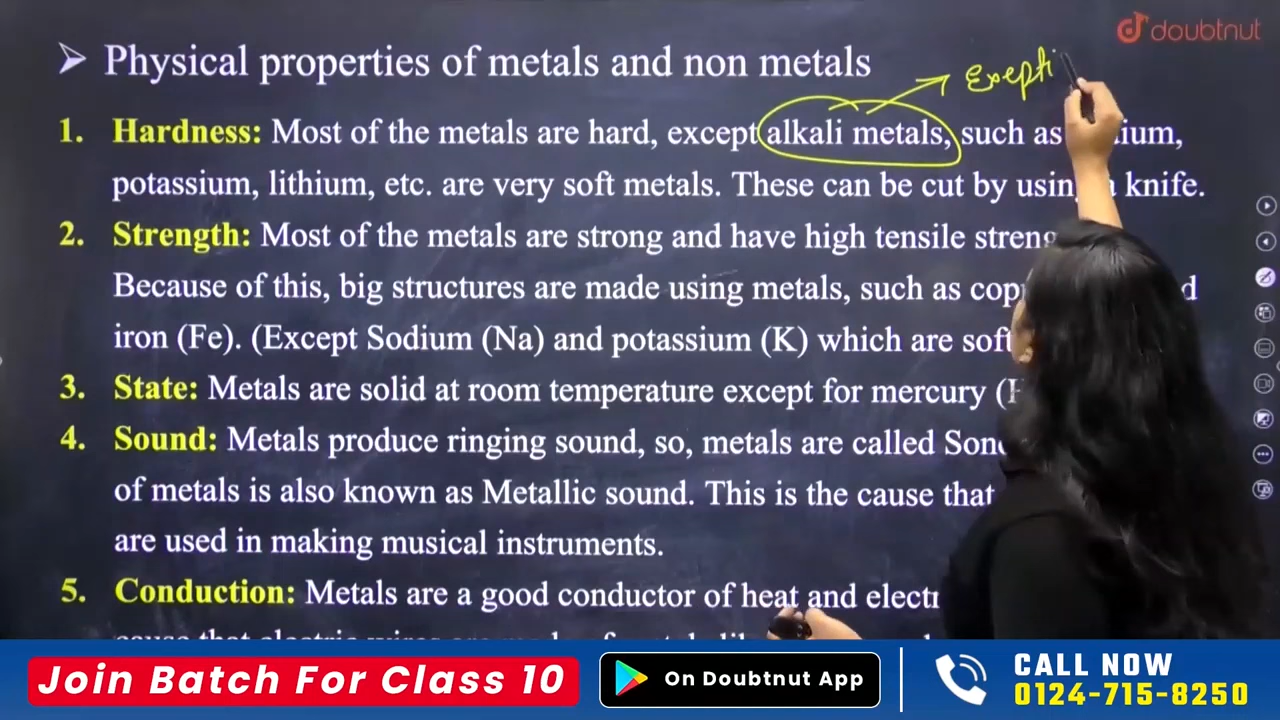 doubtnut
➤ Physical properties of metals and non metals
Exepti
1. Hardness: Most of the metals are hard, except alkali metals, such as
potassium, lithium, etc. are very soft metals. These can be cut by using knife.
2. Strength: Most of the metals are strong and have high tensile
Because of this, big structures are made using metals, such as
iron (Fe). (Except Sodium (Na) and potassium (K) which are soft
3. State: Metals are solid at room temperature except for mercury
4. Sound: Metals produce ringing sound, so, metals are called
of metals is also known as Metallic sound. This is the cause that
are used in making musical instruments.
5. Conduction: Metals are a good conductor of heat and
Join Batch For Class 10
On Doubtnut App
CALL NOW
0124-715-8250